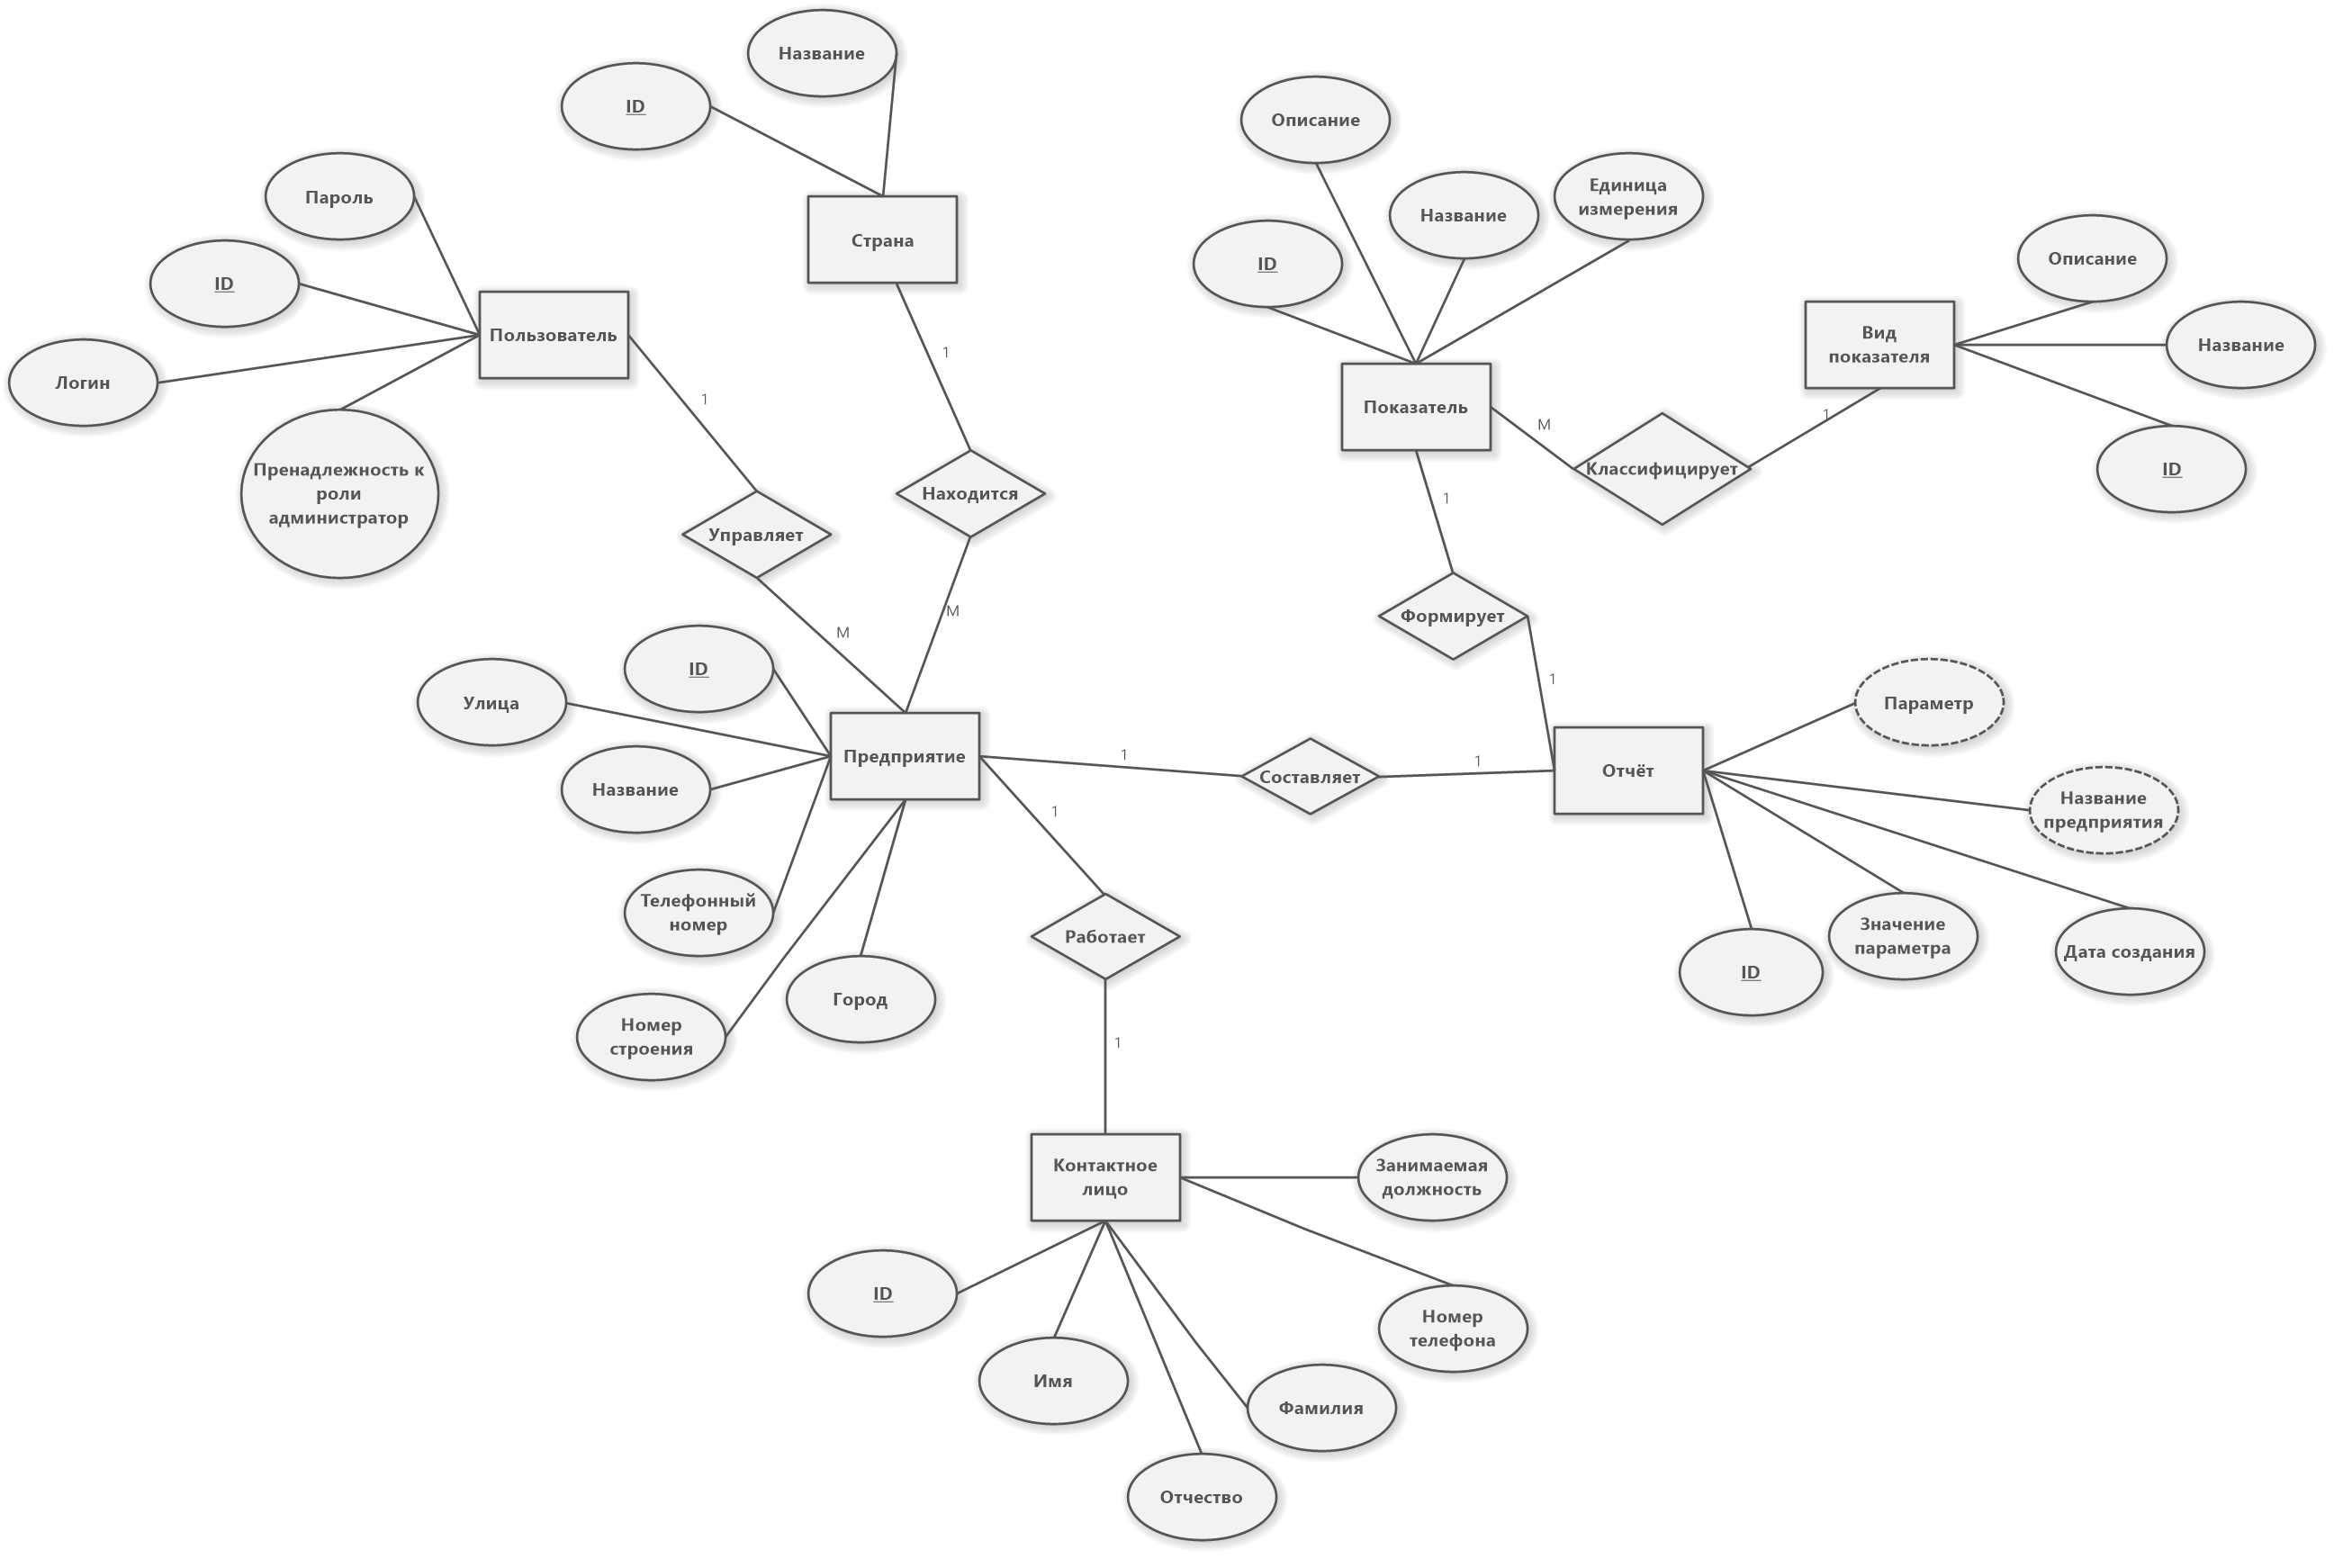 Название
ID
Описание
Пароль
Название
Единица
измерения
Страна
ID
Описание
ID
Пользователь
Вид
показателя
Название
1
Логин
1
Показатель
М
1
Классифицирует
ID
Пренадлежность к
роли
администратор
Находится
1
Управляет
М
М
Формирует
ID
1
Улица
Параметр
Предприятие
1
Составляет
1
Отчёт
Название
Название
предприятия
1
Телефонный
номер
Работает
Значение
параметра
Дата создания
ID
Город
Номер
строения
1
Контактное
лицо
Занимаемая
должность
ID
Номер
телефона
Имя
Фамилия
Отчество